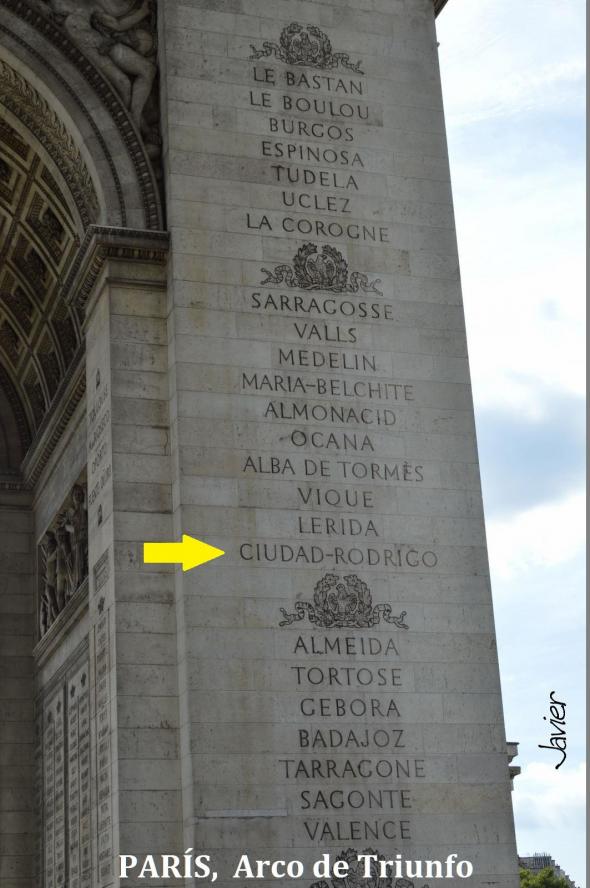 LE BASTAN
LE BOULOU
BURGOS
ESPINOSA
TUDELA
UCLEZ
LA COROGNE
SARRAGOSSE
VALLS
MEDELIN
MARIA-BELCHITE
ALMONACID
OCANA
ALBA DE TORMÈS
VIQUE
LERIDA
CIUDAD-RODRIGO
ALMEIDA
TORTOSE
GEBORA
BADAJOZ
TARRAGONE
SAGONTE
VALENCE
Javier
PARÍS, Arco de Triunfo